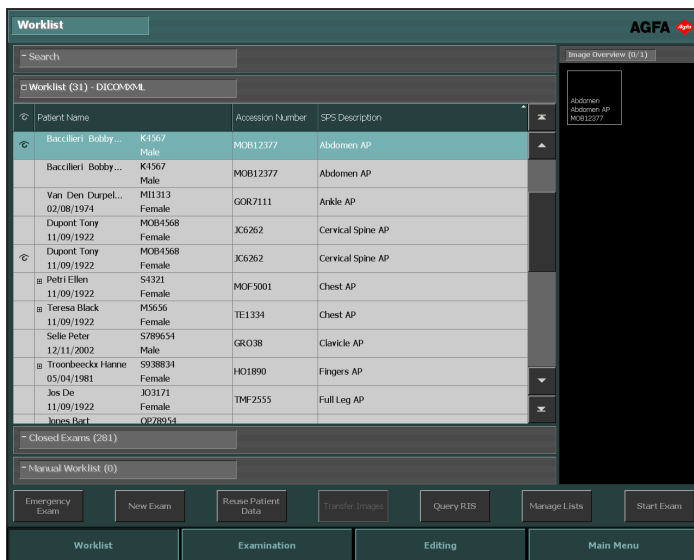 Worklist
AGFA
Search
Image Overview (0/1)
Worklist (31) - DICOMXML
Abdomen
Abdomen AP
MOB12377
Patient Name Accession Number SPS Description
Baccilieri Bobby... K4567 MOB12377 Abdomen AP
Male
Baccilieri Bobby... K4567 MOB12377 Abdomen AP
Male
Van Den Durpel... MI1313 GOR7111 Ankle AP
02/08/1974 Female
Dupont Tony MOB4568 JC6262 Cervical Spine AP
11/09/1922 Female
Dupont Tony MOB4568 JC6262 Cervical Spine AP
11/09/1922 Female
Petri Ellen S4321 MOF5001 Chest AP
11/09/1922 Female
Teresa Black M5656 TE1334 Chest AP
11/09/1922 Female
Selie Peter S789654 GRO38 Clavicle AP
12/11/2002 Male
Troonbeeckx Hanne S938834 HO1890 Fingers AP
05/04/1981 Female
Jos De JO3171 TMF2555 Full Leg AP
11/09/1922 Female
Jones Bart OP78954
Closed Exams (281)
Manual Worklist (0)
Emergency Exam
New Exam
Reuse Patient Data
Transfer Images
Query RIS
Manage Lists
Start Exam
Worklist Examination Editing Main Menu